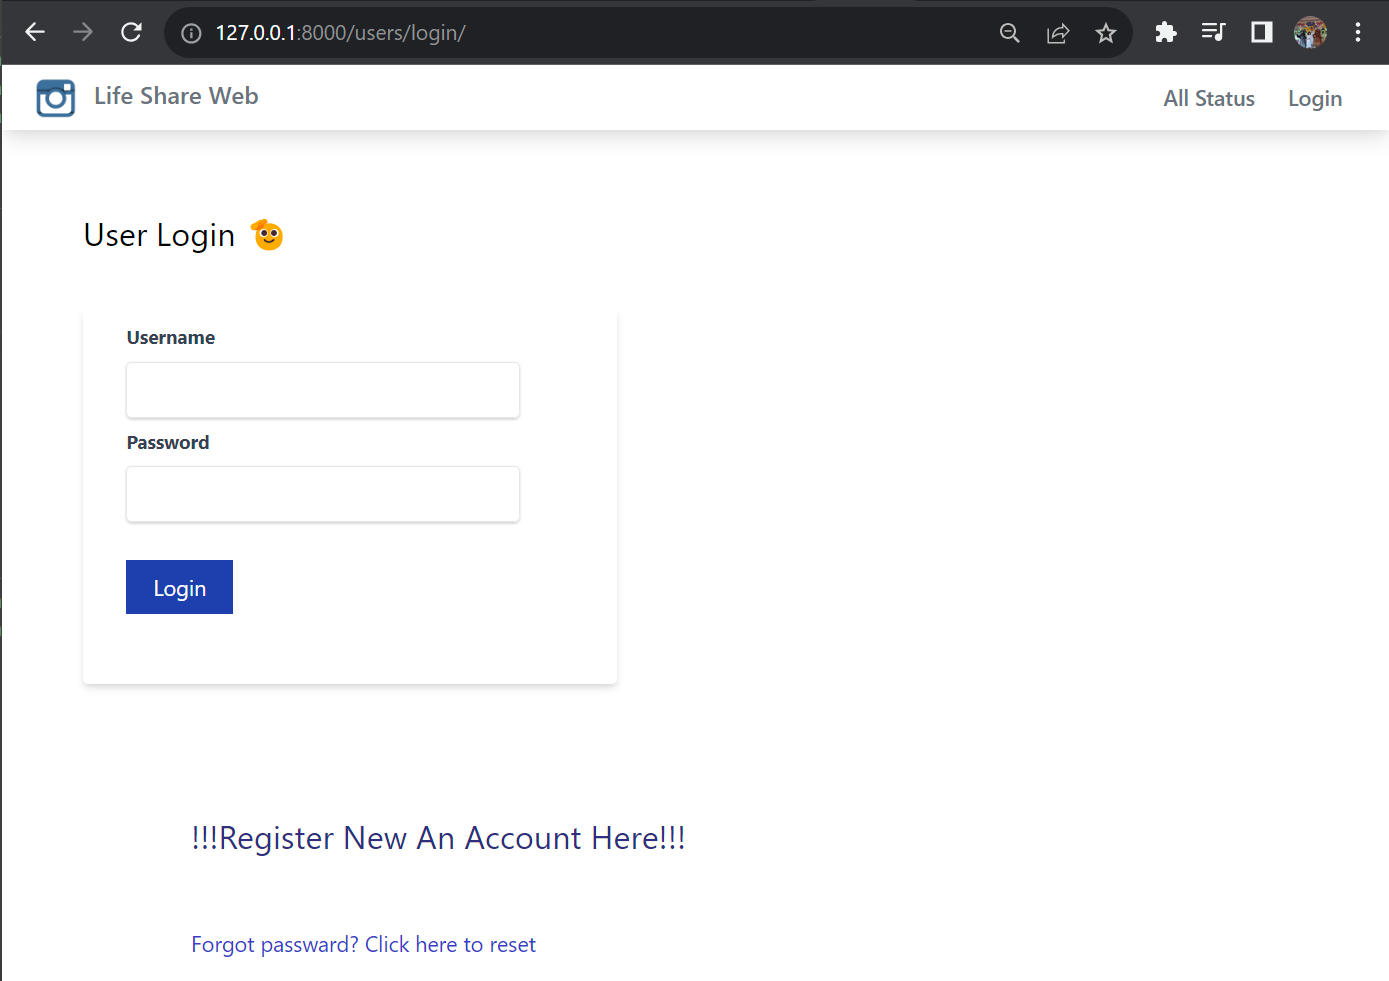 127.0.0.1:8000/users/login/
Life Share Web
All Status
Login
User Login
Username
Password
Login
!!!Register New An Account Here!!!
Forgot passward? Click here to reset